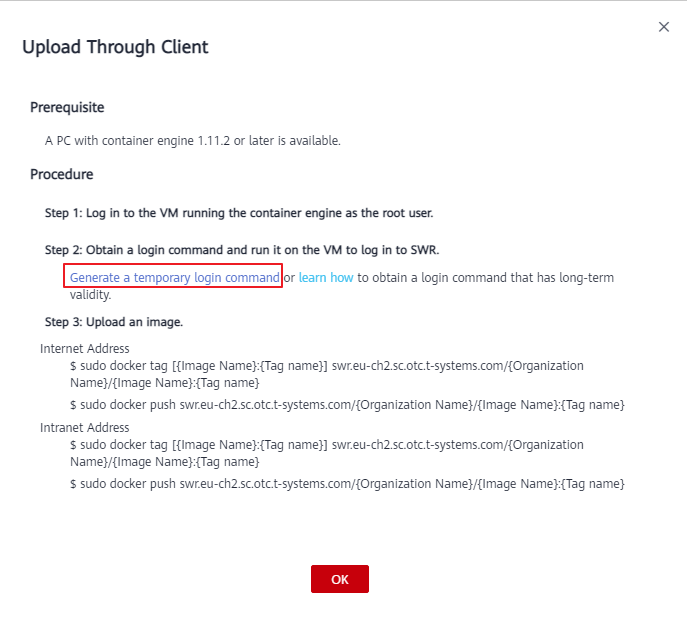 Upload Through Client
Prerequisite
A PC with container engine 1.11.2 or later is available.
Procedure
Step 1: Log in to the VM running the container engine as the root user.
Step 2: Obtain a login command and run it on the VM to log in to SWR.
Generate a temporary login command or learn how to obtain a login command that has long-term
validity.
Step 3: Upload an image.
Internet Address
$ sudo docker tag [{Image Name}:{Tag name}] swr.eu-ch2.sc.otc.t-systems.com/{Organization
Name}/{Image Name}:{Tag name}
$ sudo docker push swr.eu-ch2.sc.otc.t-systems.com/{Organization Name}/{Image Name}:{Tag name}
Intranet Address
$ sudo docker tag [{Image Name}:{Tag name}] swr.eu-ch2.sc.otc.t-systems.com/{Organization
Name}/{Image Name}:{Tag name}
$ sudo docker push swr.eu-ch2.sc.otc.t-systems.com/{Organization Name}/{Image Name}:{Tag name}
OK